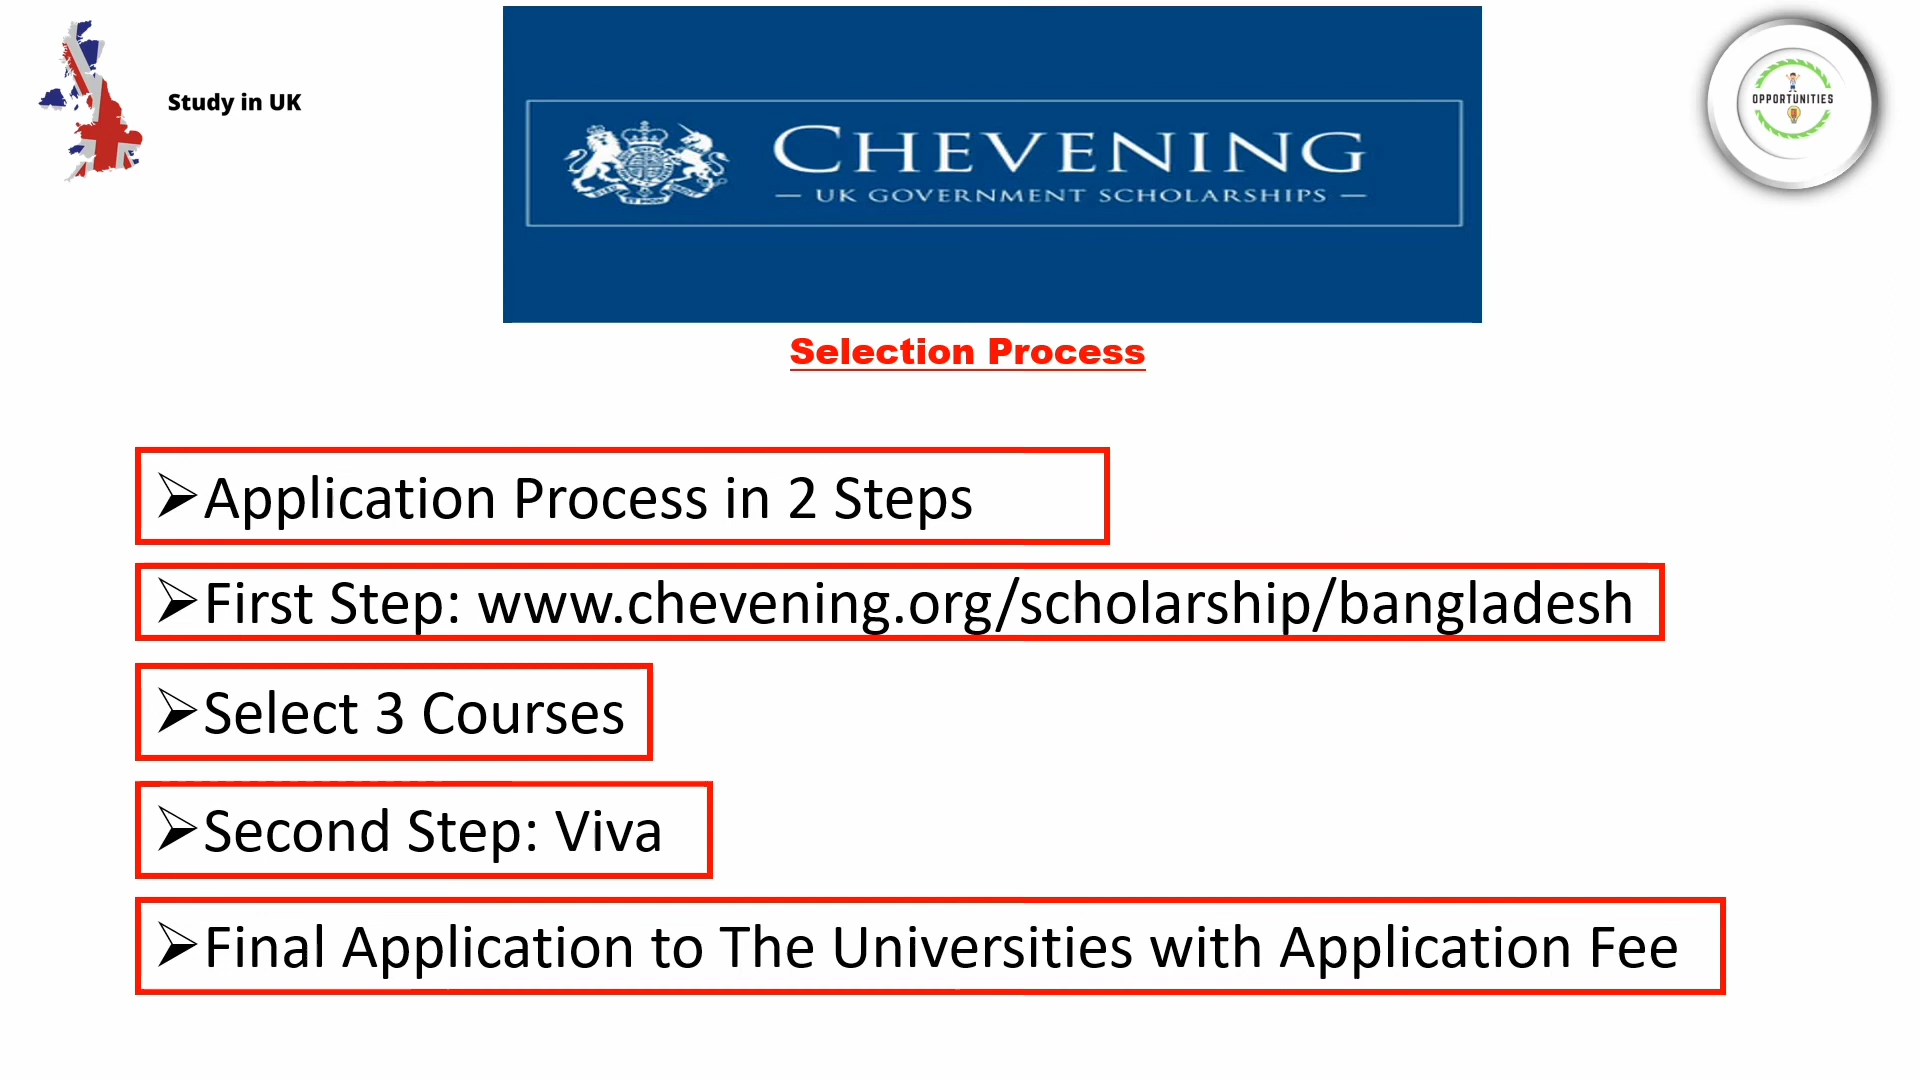 Study in UK
CHEVENING
— UK GOVERNMENT SCHOLARSHIPS —
OPPORTUNITIES
Selection Process
➢Application Process in 2 Steps
➢First Step: www.chevening.org/scholarship/bangladesh
➢Select 3 Courses
➢Second Step: Viva
➢Final Application to The Universities with Application Fee